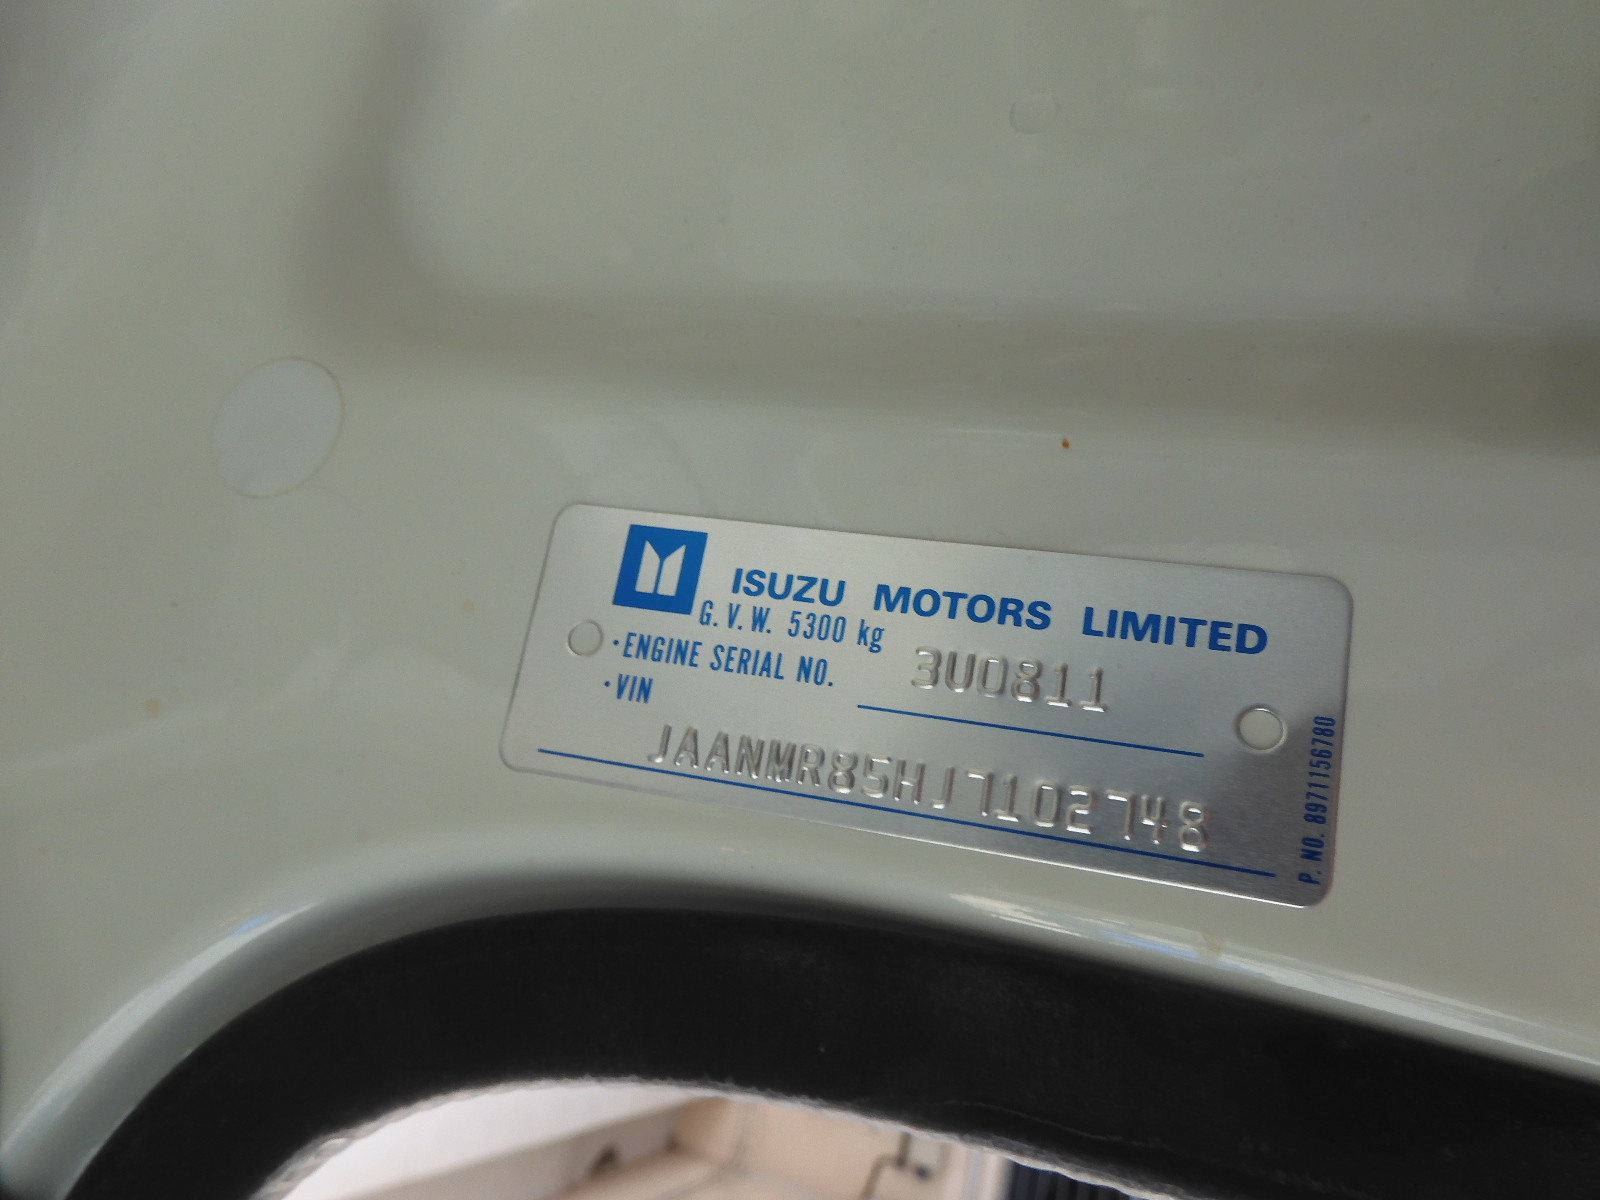 ISUZU MOTORS LIMITED
G. V. W. 5300 kg
·ENGINE SERIAL NO. 3U0811
·VIN
JAANMR85HJ7102748
P. NO. 8971156780